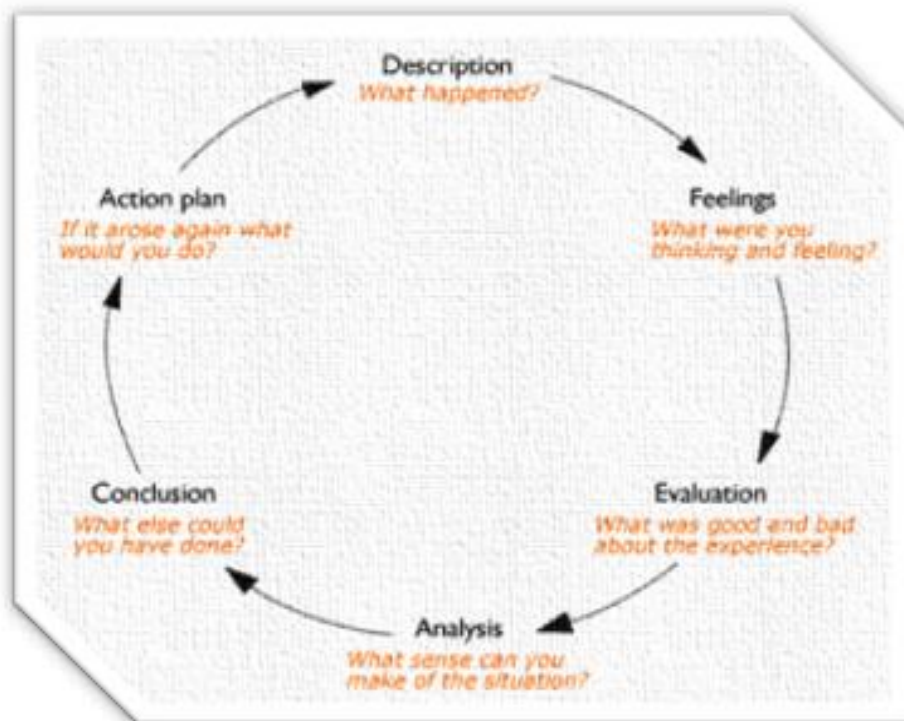 Description
What happened?
Feelings
What were you
thinking and feeling?
Evaluation
What was good and bad
about the experience?
Analysis
What sense can you
make of the situation?
Conclusion
What else could
you have done?
Action plan
If it arose again what
would you do?